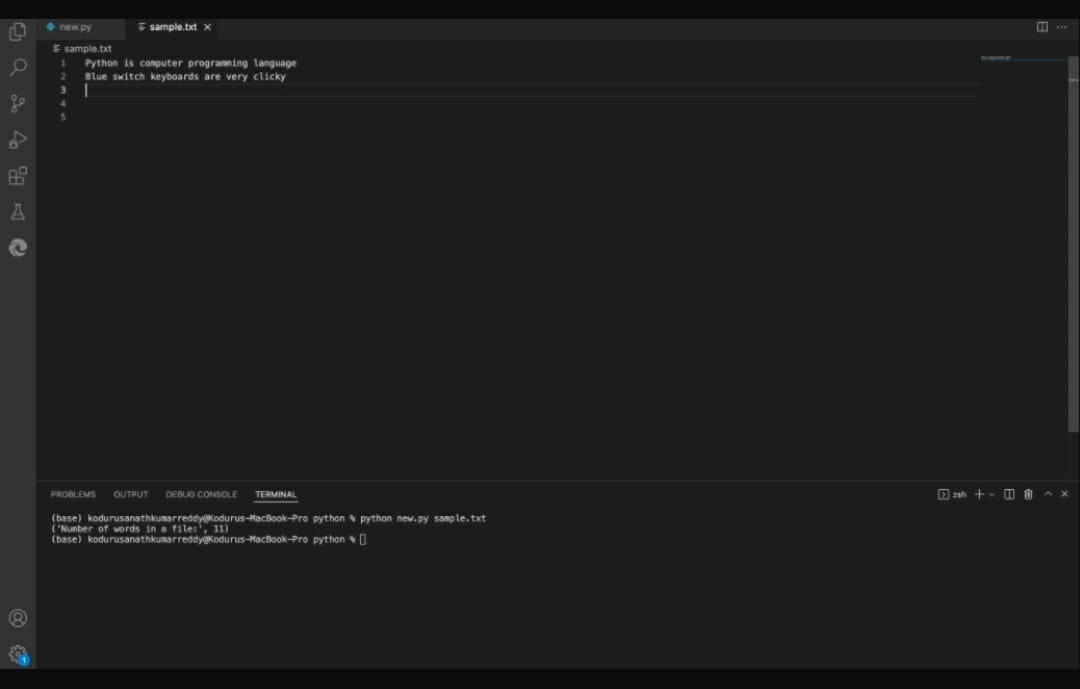 new.py
sample.txt
sample.txt
1 Python is computer programming language
2 Blue switch keyboards are very clicky
3
4
5
PROBLEMS OUTPUT DEBUG CONSOLE TERMINAL
zsh
(base) kodurusanathkumarreddy@Kodurus-MacBook-Pro python % python new.py sample.txt
('Number of words in a file:', 11)
(base) kodurusanathkumarreddy@Kodurus-MacBook-Pro python %
1